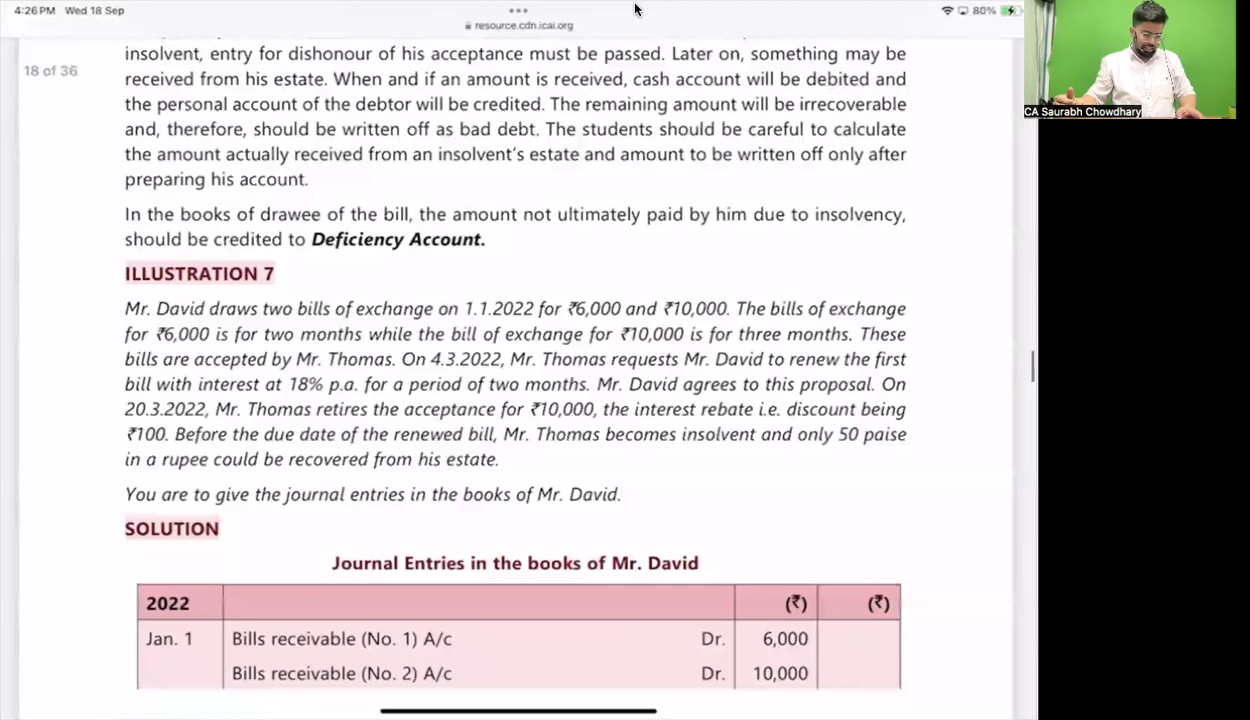 4:26 PM Wed 18 Sep
resource.cdn.icai.org
80%
18 of 36
insolvent, entry for dishonour of his acceptance must be passed. Later on, something may be
received from his estate. When and if an amount is received, cash account will be debited and
the personal account of the debtor will be credited. The remaining amount will be irrecoverable
and, therefore, should be written off as bad debt. The students should be careful to calculate
the amount actually received from an insolvent's estate and amount to be written off only after
preparing his account.
In the books of drawee of the bill, the amount not ultimately paid by him due to insolvency,
should be credited to Deficiency Account.
ILLUSTRATION 7
Mr. David draws two bills of exchange on 1.1.2022 for ₹6,000 and ₹10,000. The bills of exchange
for ₹6,000 is for two months while the bill of exchange for ₹10,000 is for three months. These
bills are accepted by Mr. Thomas. On 4.3.2022, Mr. Thomas requests Mr. David to renew the first
bill with interest at 18% p.a. for a period of two months. Mr. David agrees to this proposal. On
20.3.2022, Mr. Thomas retires the acceptance for ₹10,000, the interest rebate i.e. discount being
₹100. Before the due date of the renewed bill, Mr. Thomas becomes insolvent and only 50 paise
in a rupee could be recovered from his estate.
You are to give the journal entries in the books of Mr. David.
SOLUTION
Journal Entries in the books of Mr. David
2022 (₹) (₹)
Jan. 1 Bills receivable (No. 1) A/c Dr. 6,000
Bills receivable (No. 2) A/c Dr. 10,000
CA Saurabh Chowdhary